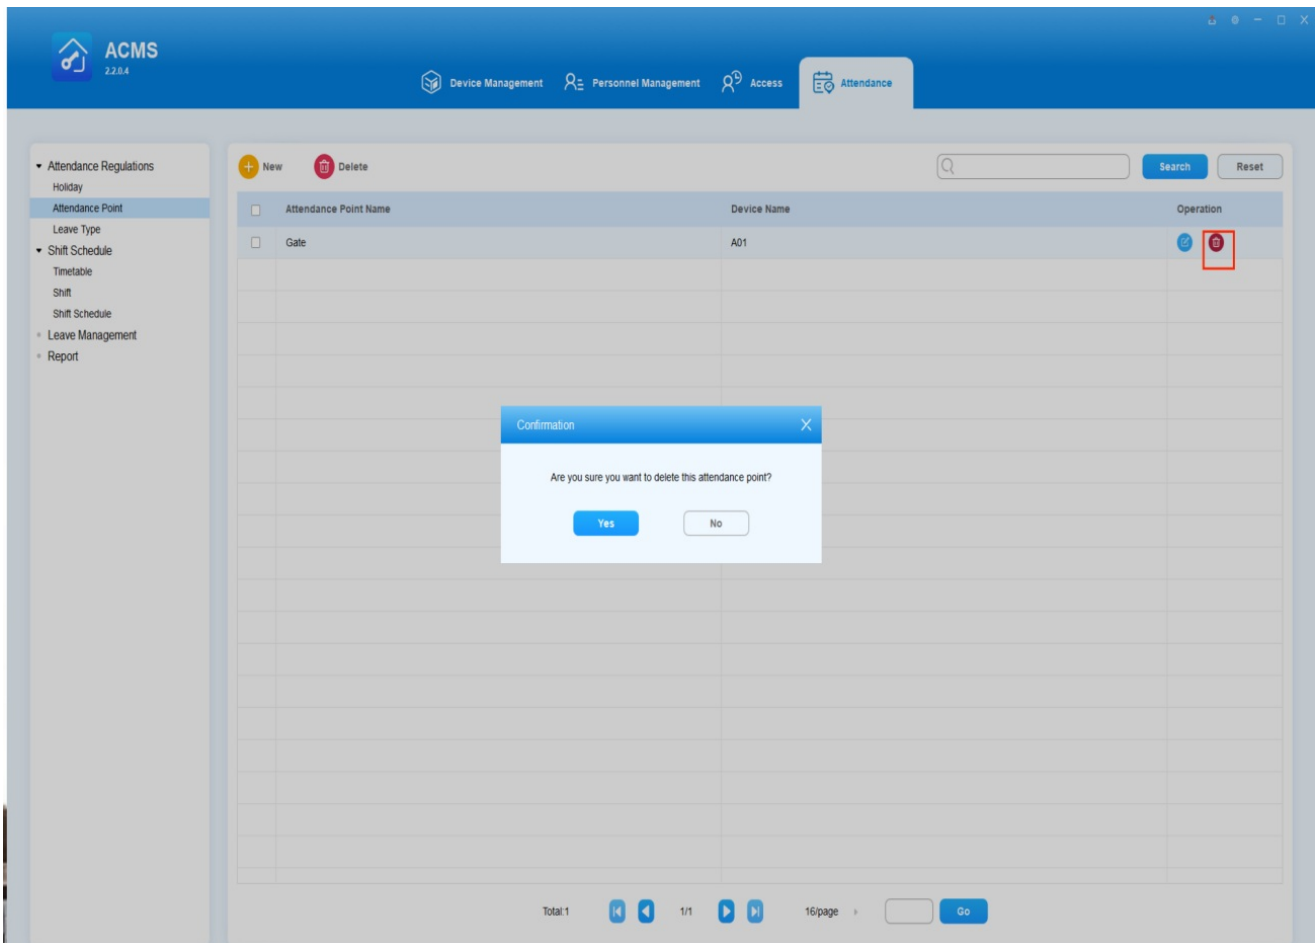 ACMS
2.2.0.4
Device Management Personnel Management Access Attendance
Attendance Regulations
Holiday
Attendance Point
Leave Type
Shift Schedule
Timetable
Shift
Shift Schedule
Leave Management
Report
New Delete Search Reset
Attendance Point Name Device Name Operation
Gate A01
Confirmation
Are you sure you want to delete this attendance point?
Yes No
Total:1 1/1 16/page Go